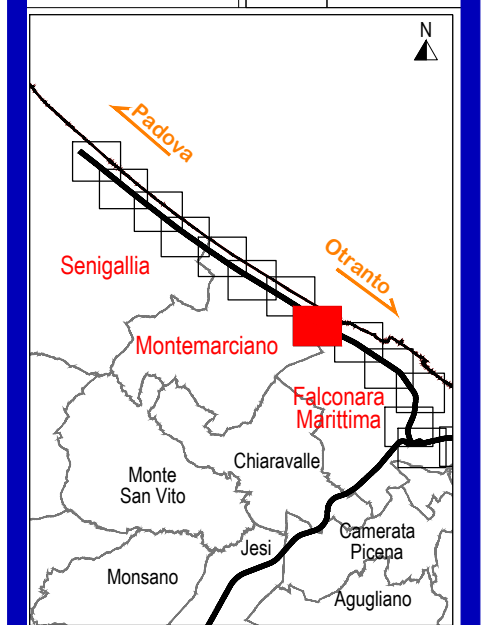 N
Padova
Otranto
Senigallia
Montemarciano
Falconara
Marittima
Chiaravalle
Monte
San Vito
Camerata
Picena
Jesi
Monsano
Agugliano